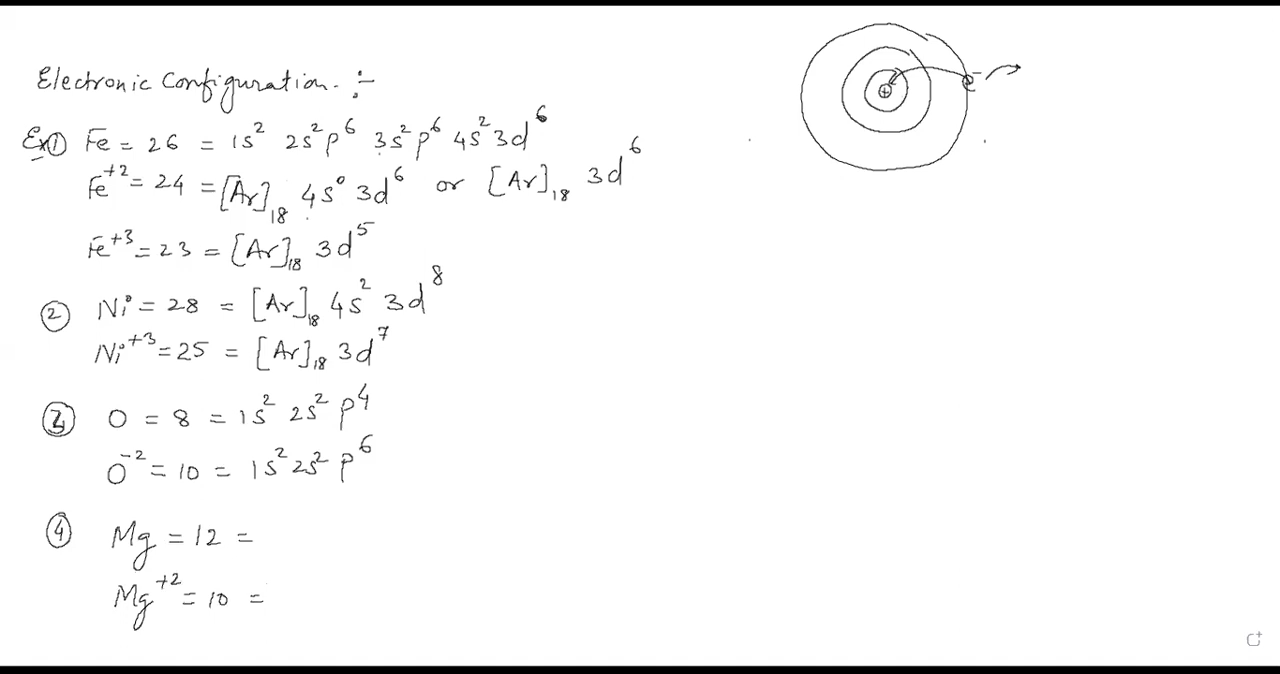 Electronic Configuration :-
Ex① Fe = 26 = 1s² 2s² p⁶ 3s² p⁶ 4s² 3d⁶
Fe⁺² = 24 = [Ar]₁₈ 4s⁰ 3d⁶ or [Ar]₁₈ 3d⁶
Fe⁺³ = 23 = [Ar]₁₈ 3d⁵
② Ni = 28 = [Ar]₁₈ 4s² 3d⁸
Ni⁺³ = 25 = [Ar]₁₈ 3d⁷
③ O = 8 = 1s² 2s² p⁴
O⁻² = 10 = 1s² 2s² p⁶
④ Mg = 12 =
Mg⁺² = 10 =
+ e⁻